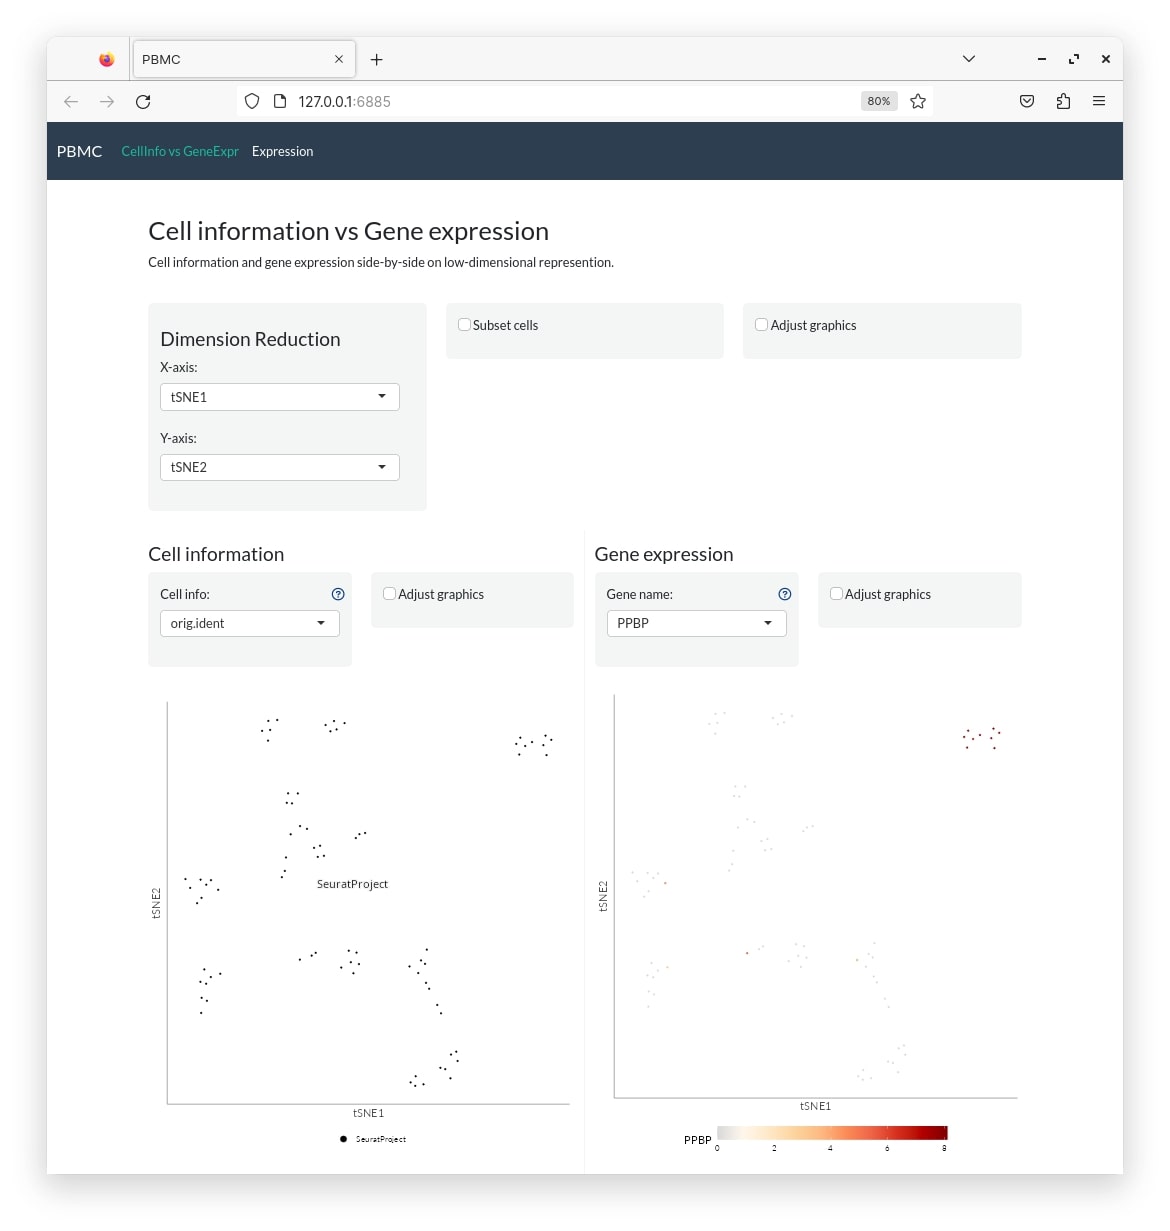 PBMC
127.0.0.1:6885
80%
PBMC CellInfo vs GeneExpr Expression
Cell information vs Gene expression
Cell information and gene expression side-by-side on low-dimensional represention.
Dimension Reduction
X-axis:
tSNE1
Y-axis:
tSNE2
Subset cells
Adjust graphics
Cell information
Cell info:
orig.ident
Adjust graphics
SeuratProject
tSNE2
tSNE1
SeuratProject
Gene expression
Gene name:
PPBP
Adjust graphics
tSNE2
tSNE1
PPBP
0 2 4 6 8